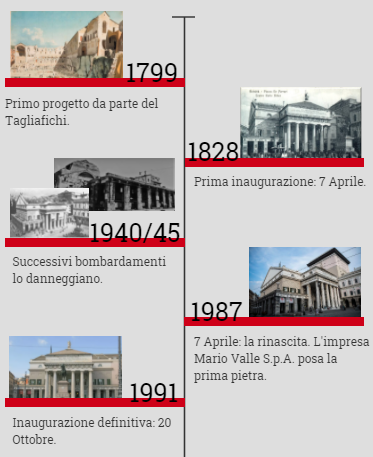 1799
Primo progetto da parte del
Tagliafichi.
1828
Prima inaugurazione: 7 Aprile.
1940/45
Successivi bombardamenti
lo danneggiano.
1987
7 Aprile: la rinascita. L'impresa
Mario Valle S.p.A. posa la
prima pietra.
1991
Inaugurazione definitiva: 20
Ottobre.